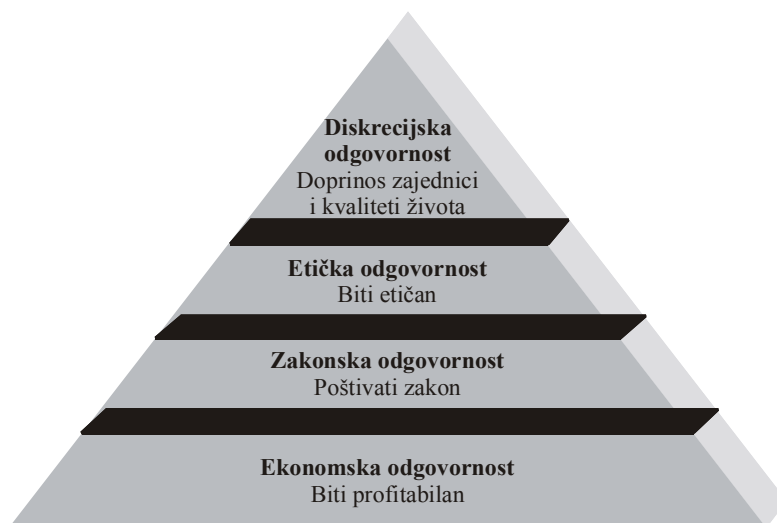 Diskrecijska
odgovornost
Doprinos zajednici
i kvaliteti života
Etička odgovornost
Biti etičan
Zakonska odgovornost
Poštivati zakon
Ekonomska odgovornost
Biti profitabilan